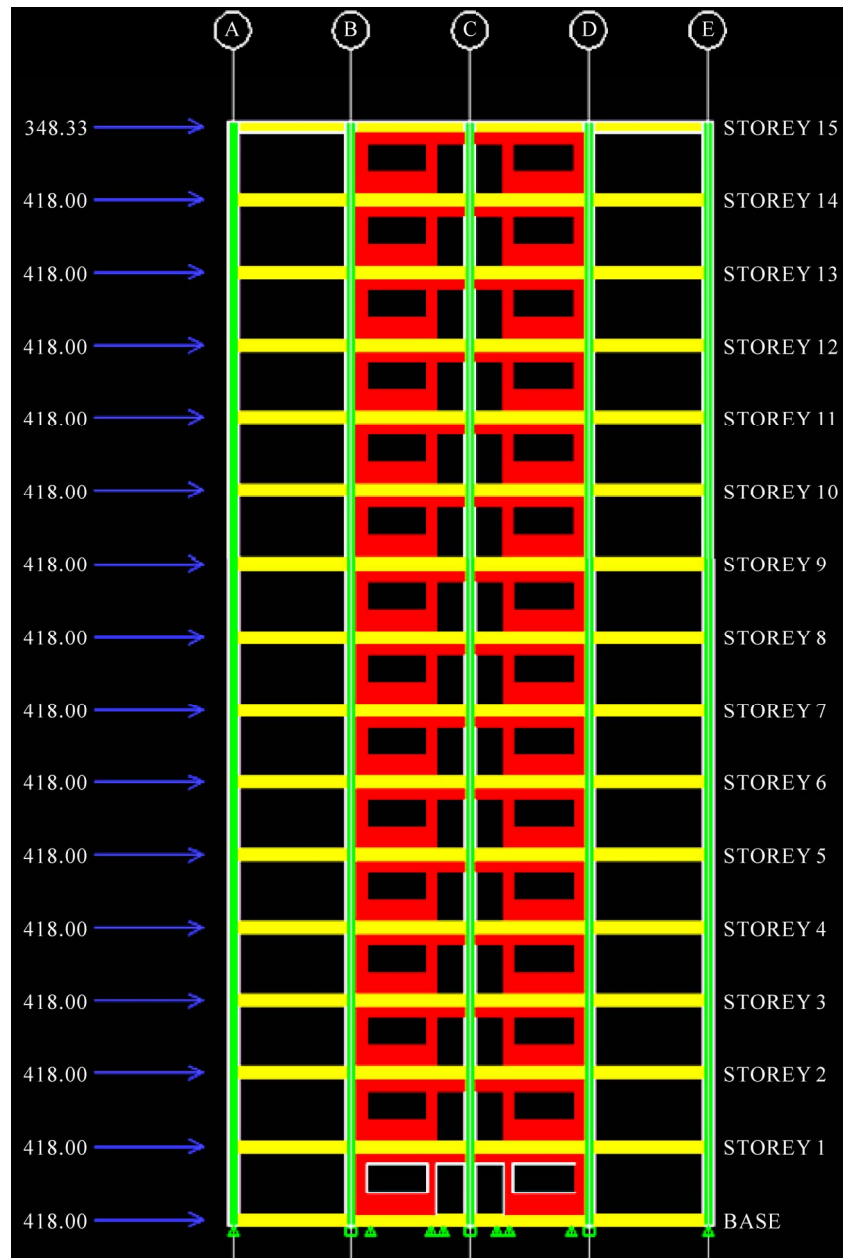 A B C D E
348.33 STOREY 15
418.00 STOREY 14
418.00 STOREY 13
418.00 STOREY 12
418.00 STOREY 11
418.00 STOREY 10
418.00 STOREY 9
418.00 STOREY 8
418.00 STOREY 7
418.00 STOREY 6
418.00 STOREY 5
418.00 STOREY 4
418.00 STOREY 3
418.00 STOREY 2
418.00 STOREY 1
418.00 BASE